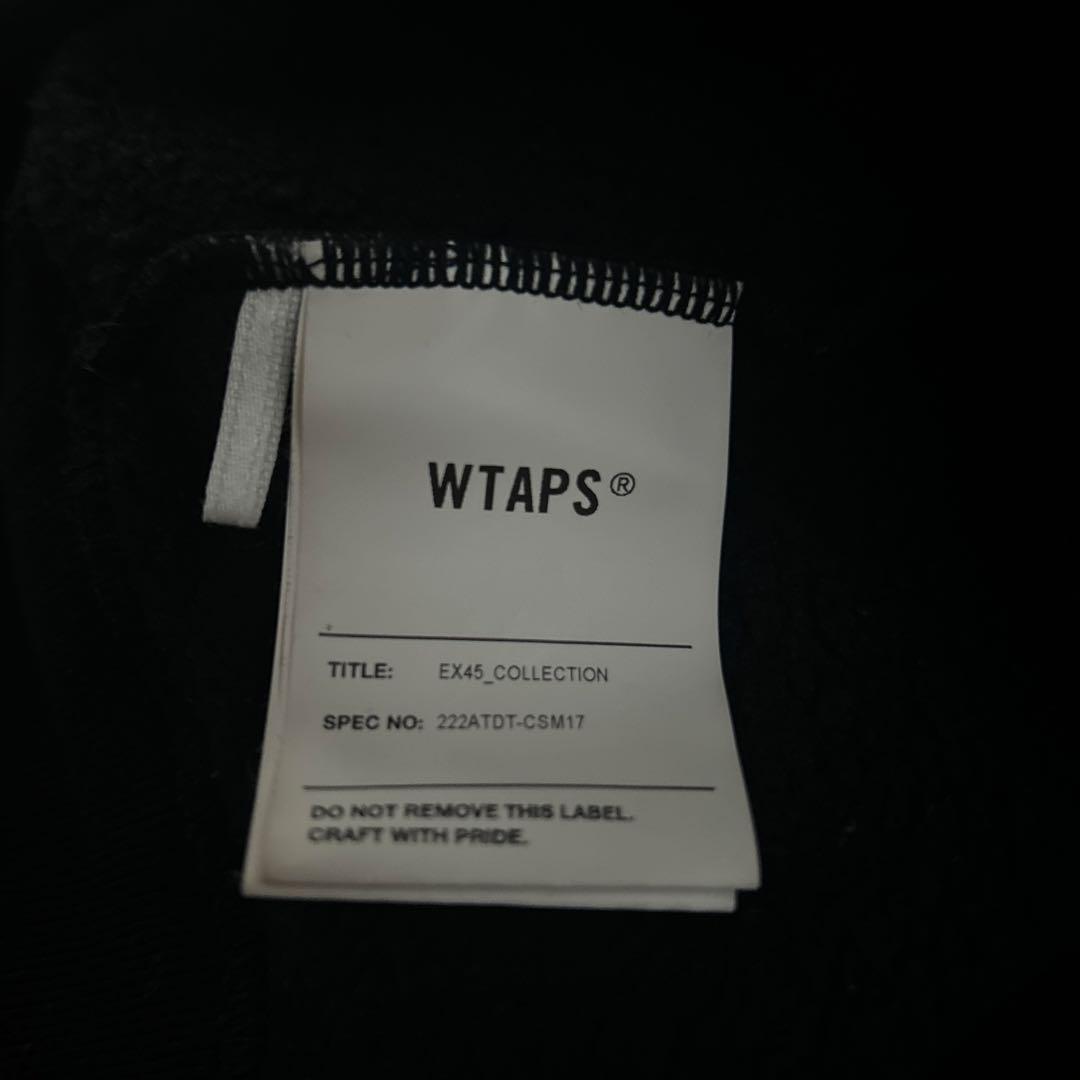 WTAPS®
TITLE: EX45_COLLECTION
SPEC NO: 222ATDT-CSM17
DO NOT REMOVE THIS LABEL.
CRAFT WITH PRIDE.